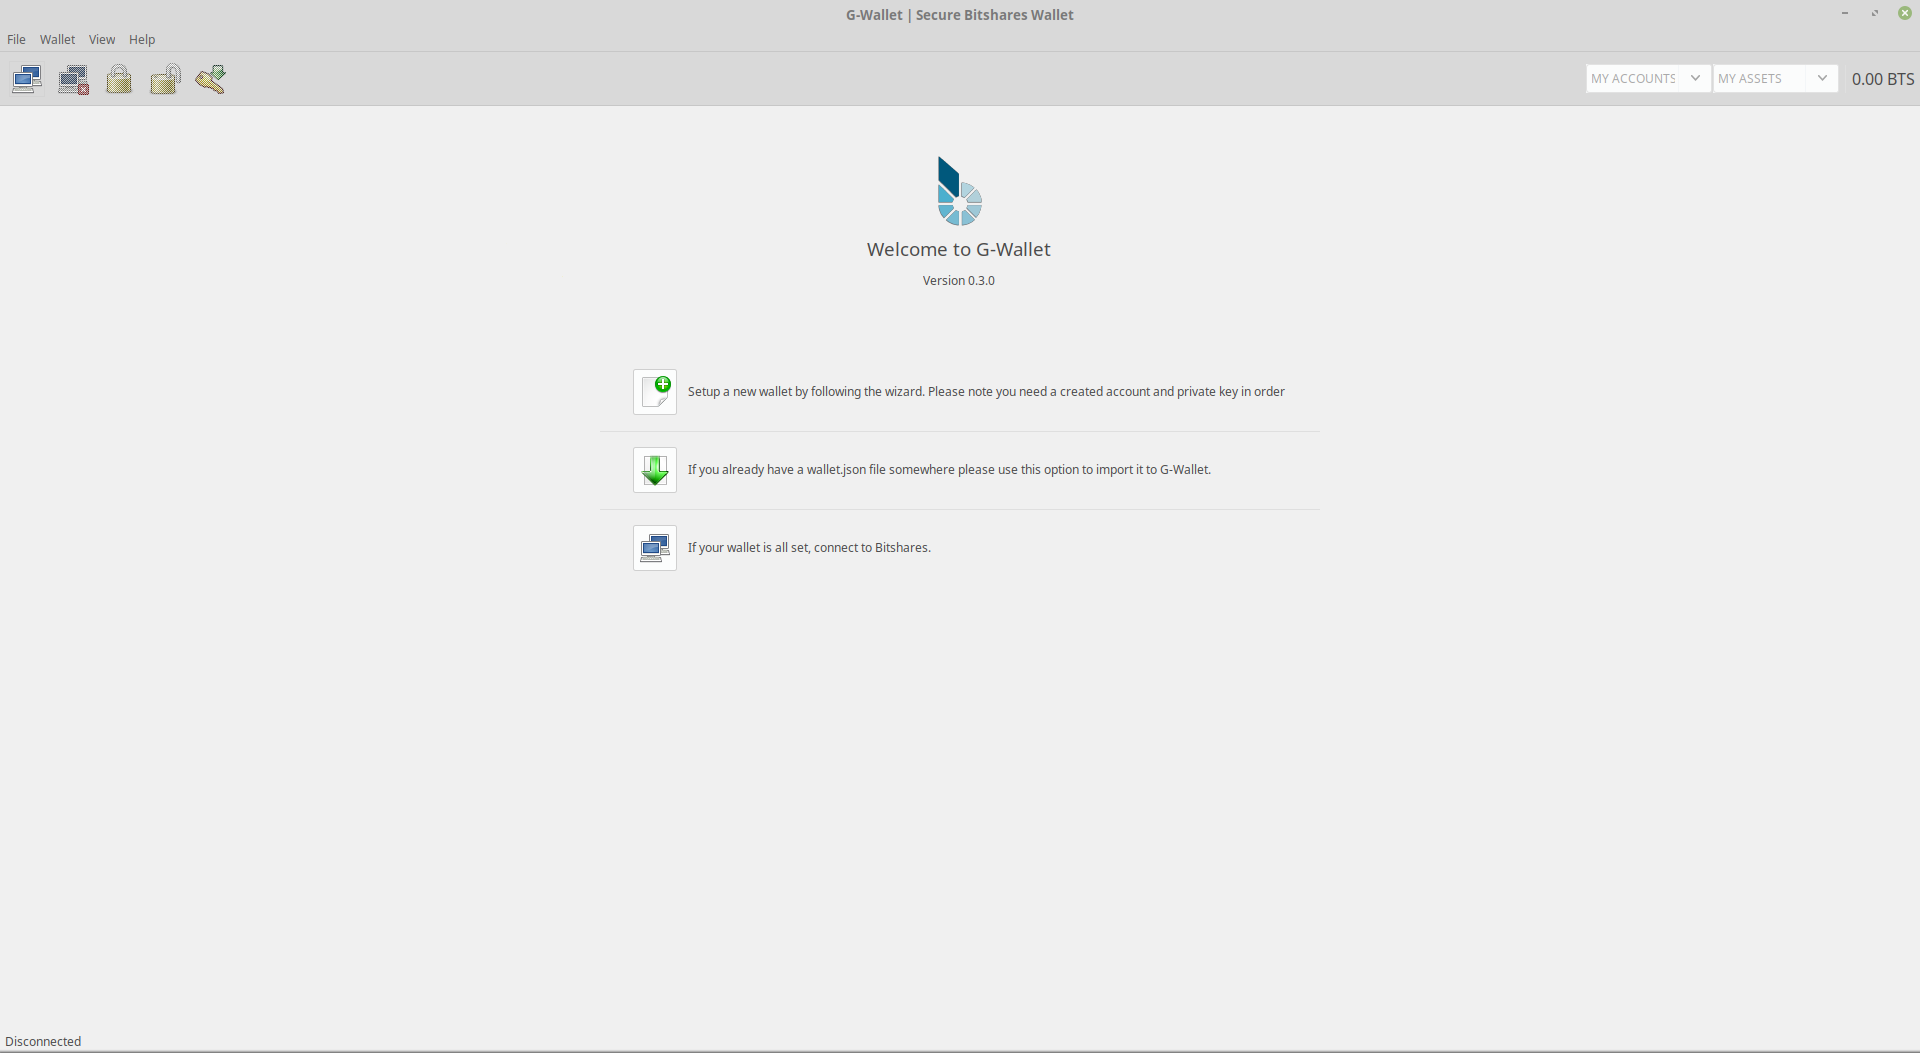 G-Wallet | Secure Bitshares Wallet
File Wallet View Help
MY ACCOUNTS MY ASSETS 0.00 BTS
Welcome to G-Wallet
Version 0.3.0
Setup a new wallet by following the wizard. Please note you need a created account and private key in order
If you already have a wallet.json file somewhere please use this option to import it to G-Wallet.
If your wallet is all set, connect to Bitshares.
Disconnected